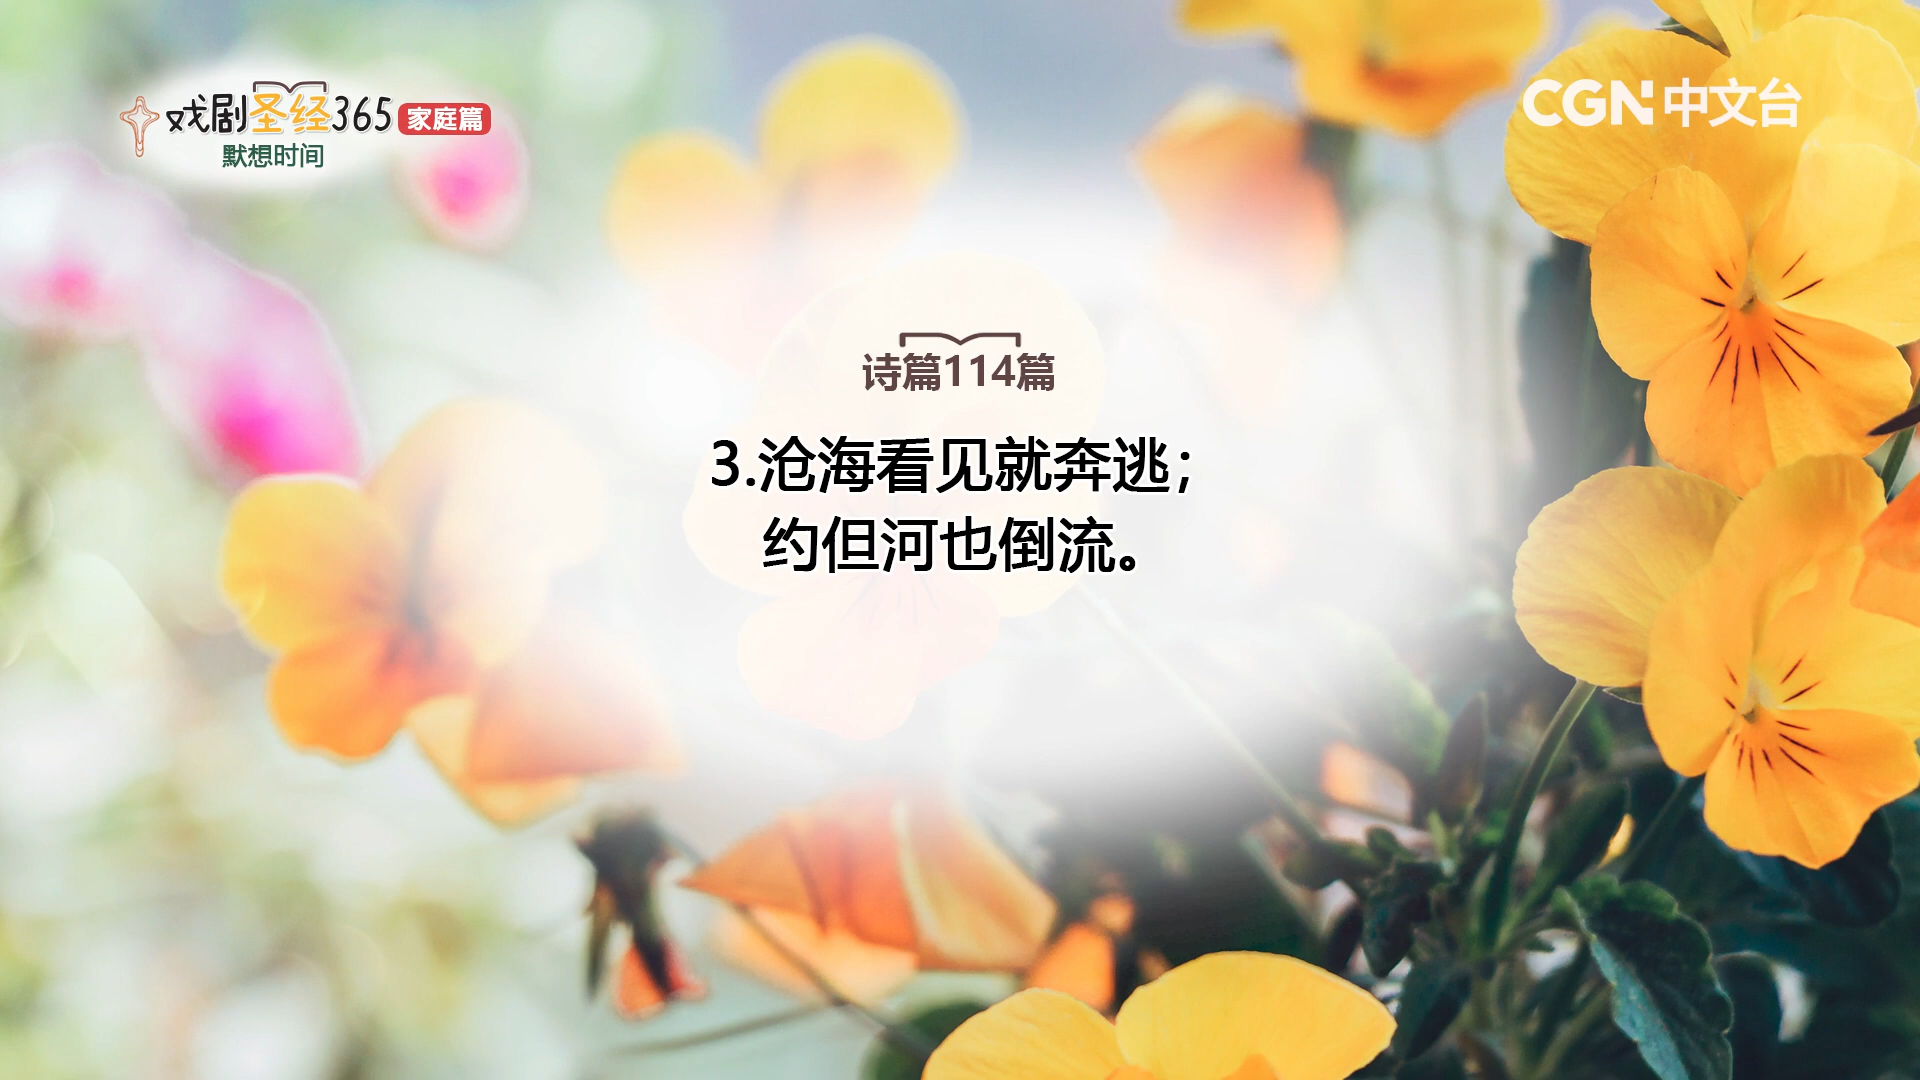 戏剧圣经365 家庭篇
默想时间
CGN中文台
诗篇114篇
3.沧海看见就奔逃；
约但河也倒流。